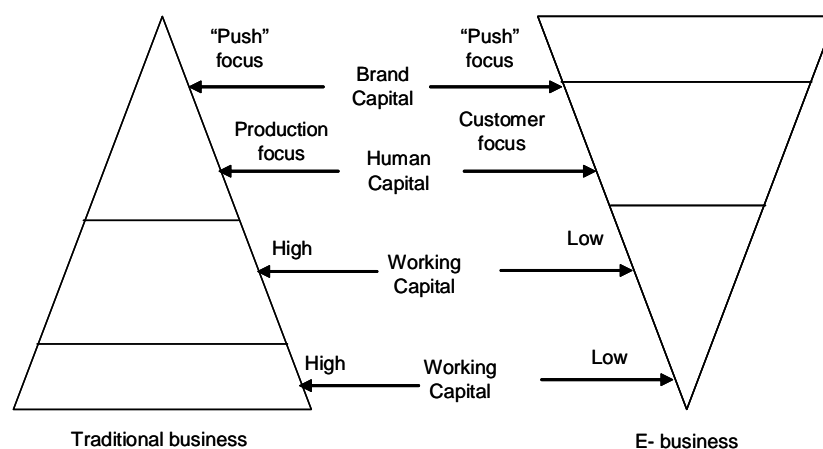 “Push”
focus
Brand
Capital
“Push”
focus
Production
focus
Human
Capital
Customer
focus
High
Working
Capital
Low
High
Working
Capital
Low
Traditional business
E- business